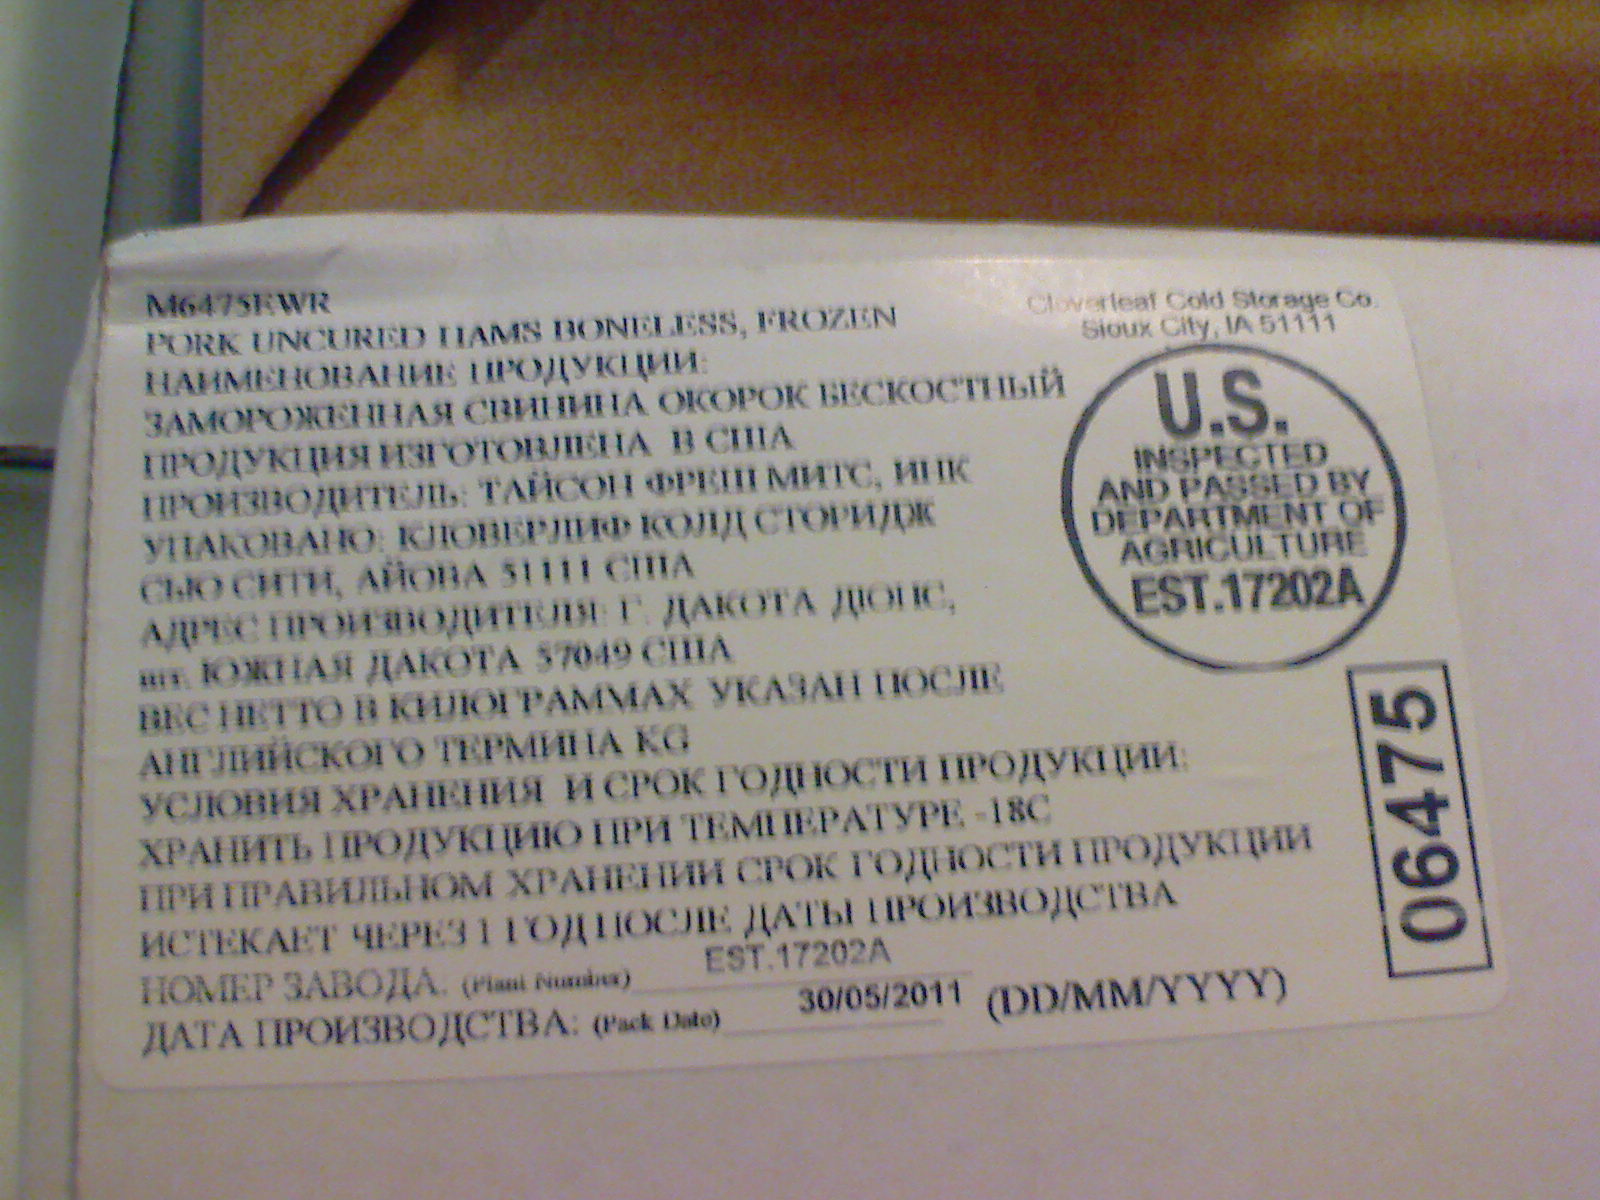 M6475EWR
PORK UNCURED HAMS BONELESS, FROZEN
НАИМЕНОВАНИЕ ПРОДУКЦИИ:
ЗАМОРОЖЕННАЯ СВИНИНА ОКОРОК БЕСКОСТНЫЙ
ПРОДУКЦИЯ ИЗГОТОВЛЕНА В США
ПРОИЗВОДИТЕЛЬ: ТАЙСОН ФРЕШ МИТС, ИНК
УПАКОВАНО: КЛОВЕРЛИФ КОЛД СТОРИДЖ
СЬЮ СИТИ, АЙОВА 51111 США
АДРЕС ПРОИЗВОДИТЕЛЯ: Г. ДАКОТА ДЮНС,
шт. ЮЖНАЯ ДАКОТА 57049 США
ВЕС НЕТТО В КИЛОГРАММАХ УКАЗАН ПОСЛЕ
АНГЛИЙСКОГО ТЕРМИНА KG
УСЛОВИЯ ХРАНЕНИЯ И СРОК ГОДНОСТИ ПРОДУКЦИИ:
ХРАНИТЬ ПРОДУКЦИЮ ПРИ ТЕМПЕРАТУРЕ -18С
ПРИ ПРАВИЛЬНОМ ХРАНЕНИИ СРОК ГОДНОСТИ ПРОДУКЦИИ
ИСТЕКАЕТ ЧЕРЕЗ 1 ГОД ПОСЛЕ ДАТЫ ПРОИЗВОДСТВА
НОМЕР ЗАВОДА: (Plant Number) EST.17202A
ДАТА ПРОИЗВОДСТВА: (Pack Date) 30/05/2011 (DD/MM/YYYY)
Cloverleaf Cold Storage Co.
Sioux City, IA 51111
U.S.
INSPECTED
AND PASSED BY
DEPARTMENT OF
AGRICULTURE
EST.17202A
06475